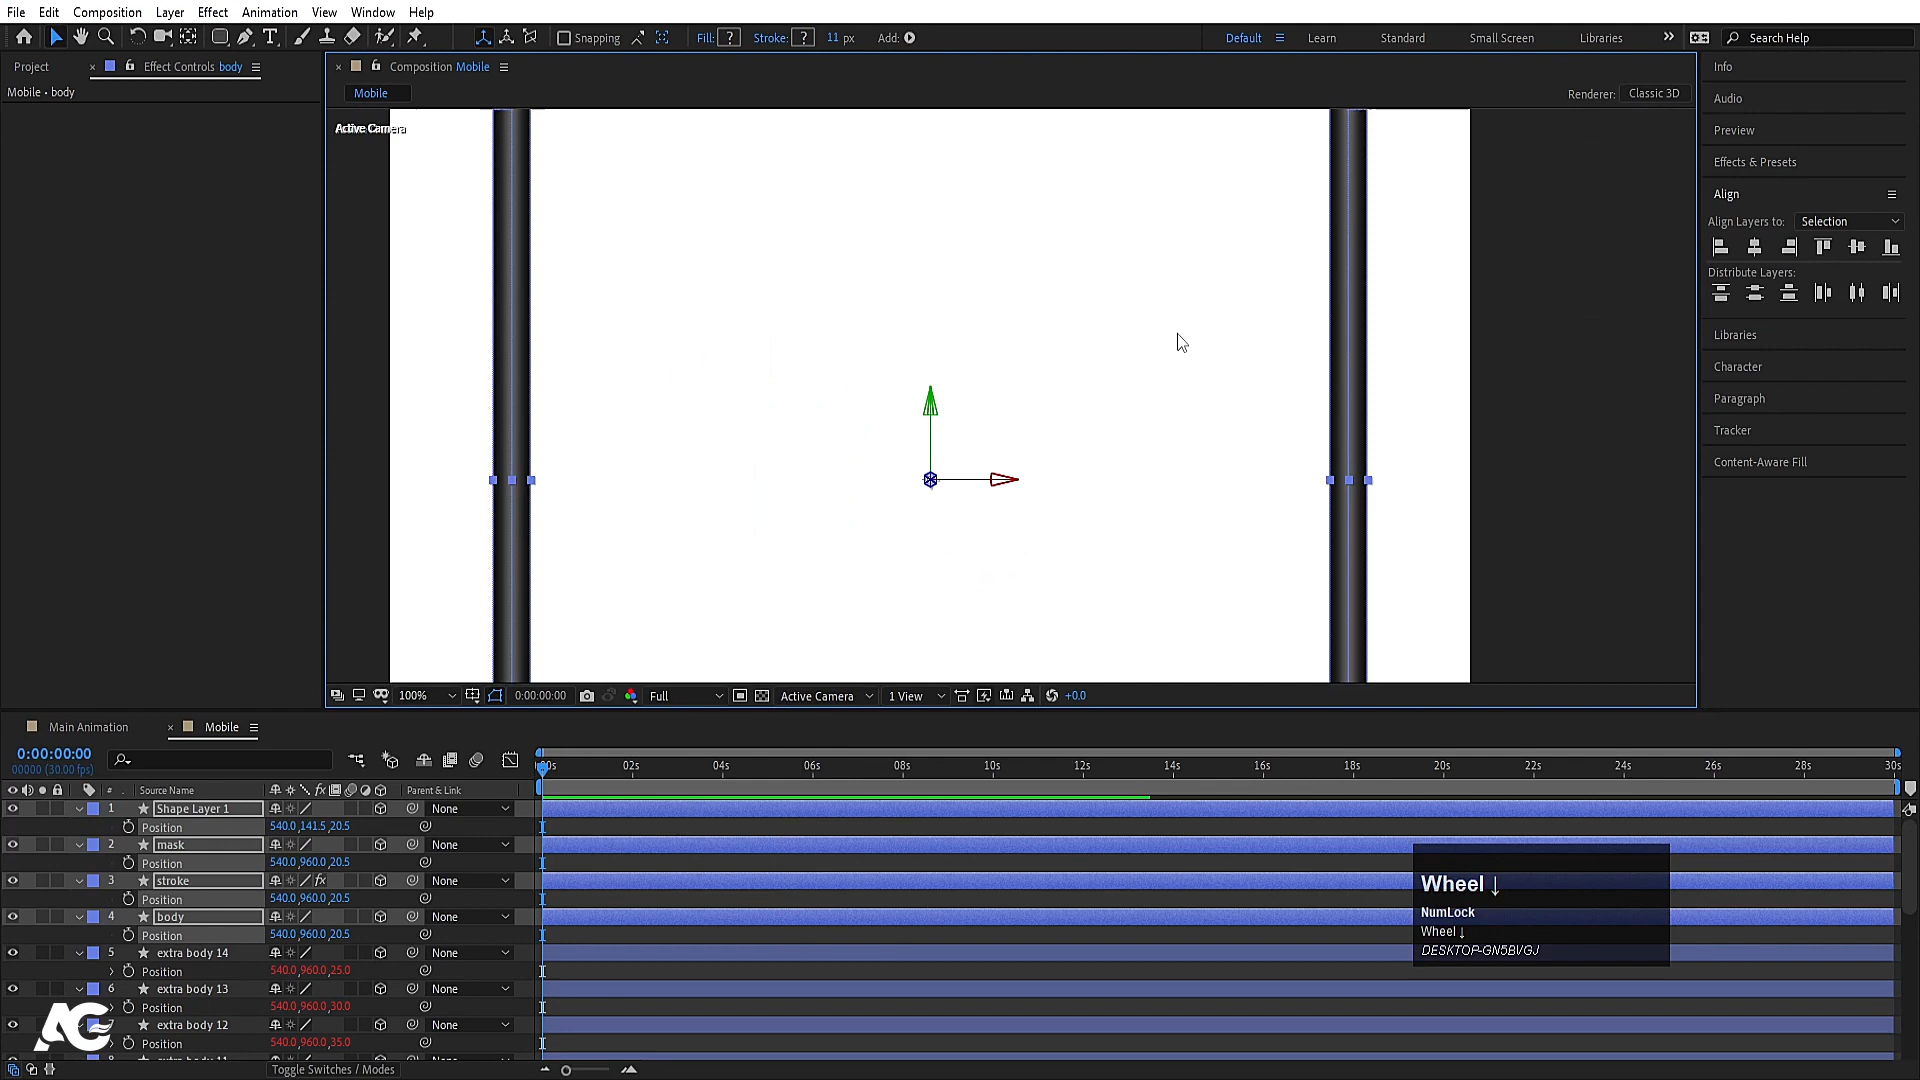 File Edit Composition Layer Effect Animation View Window Help
Snapping Fill: ? Stroke: ? 11 px Add: Default Learn Standard Small Screen Libraries Search Help
Project Effect Controls body
Composition Mobile
Mobile • body
Mobile
Renderer: Classic 3D
Active Camera
Info
Audio
Preview
Effects & Presets
Align
Align Layers to: Selection
Distribute Layers:
Libraries
Character
Paragraph
Tracker
Content-Aware Fill
100% 0:00:00:00 Full Active Camera 1 View +0.0
Main Animation Mobile
0:00:00:00
00000 (30.00 fps)
02s 04s 06s 08s 10s 12s 14s 16s 18s 20s 22s 24s 26s 28s 30s
# Source Name fx Parent & Link
1 Shape Layer 1 None
Position 540.0,141.5,20.5
2 mask None
Position 540.0,960.0,20.5
3 stroke fx None
Position 540.0,960.0,20.5
4 body None
Position 540.0,960.0,20.5
5 extra body 14 None
Position 540.0,960.0,25.0
6 extra body 13 None
Position 540.0,960.0,30.0
7 extra body 12 None
Position 540.0,960.0,35.0
Toggle Switches / Modes
Wheel ↓
NumLock
Wheel ↓
DESKTOP-GN5BVGJ
AG